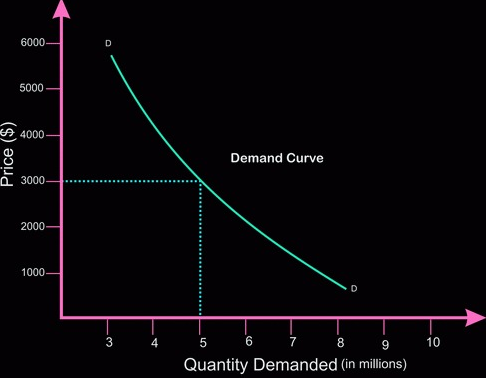 D
6000
5000
4000
3000
2000
1000
Price ($)
Demand Curve
D
3 4 5 6 7 8 9 10
Quantity Demanded (in millions)